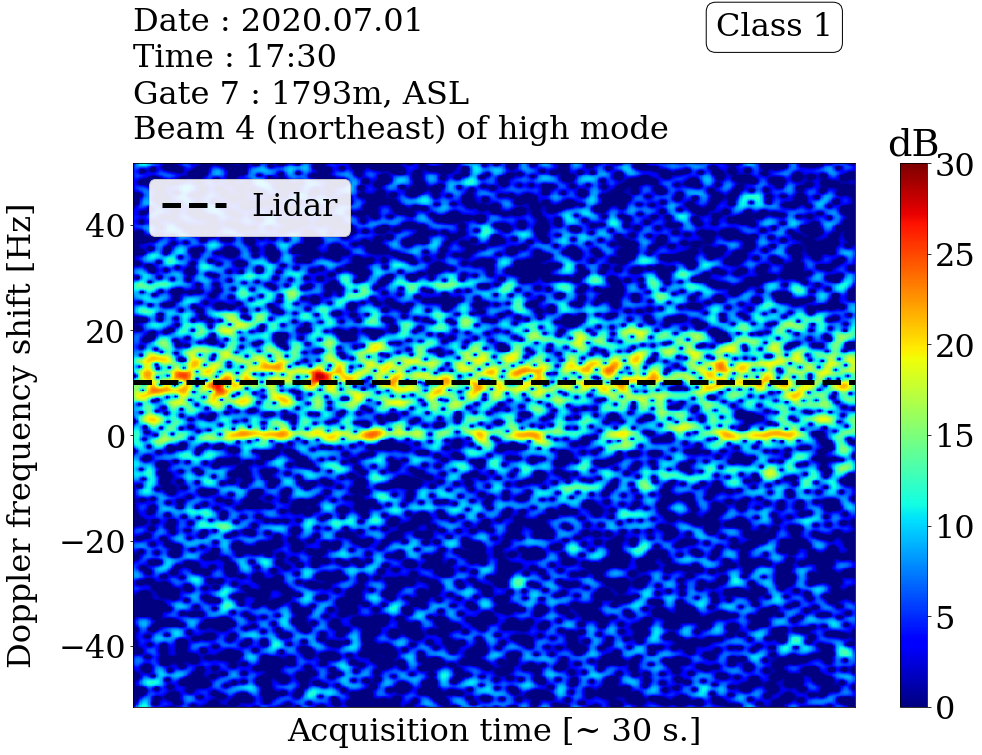 Date : 2020.07.01
Time : 17:30
Gate 7 : 1793m, ASL
Beam 4 (northeast) of high mode
Class 1
dB
Lidar
Doppler frequency shift [Hz]
40
20
0
−20
−40
Acquisition time [~ 30 s.]
30
25
20
15
10
5
0